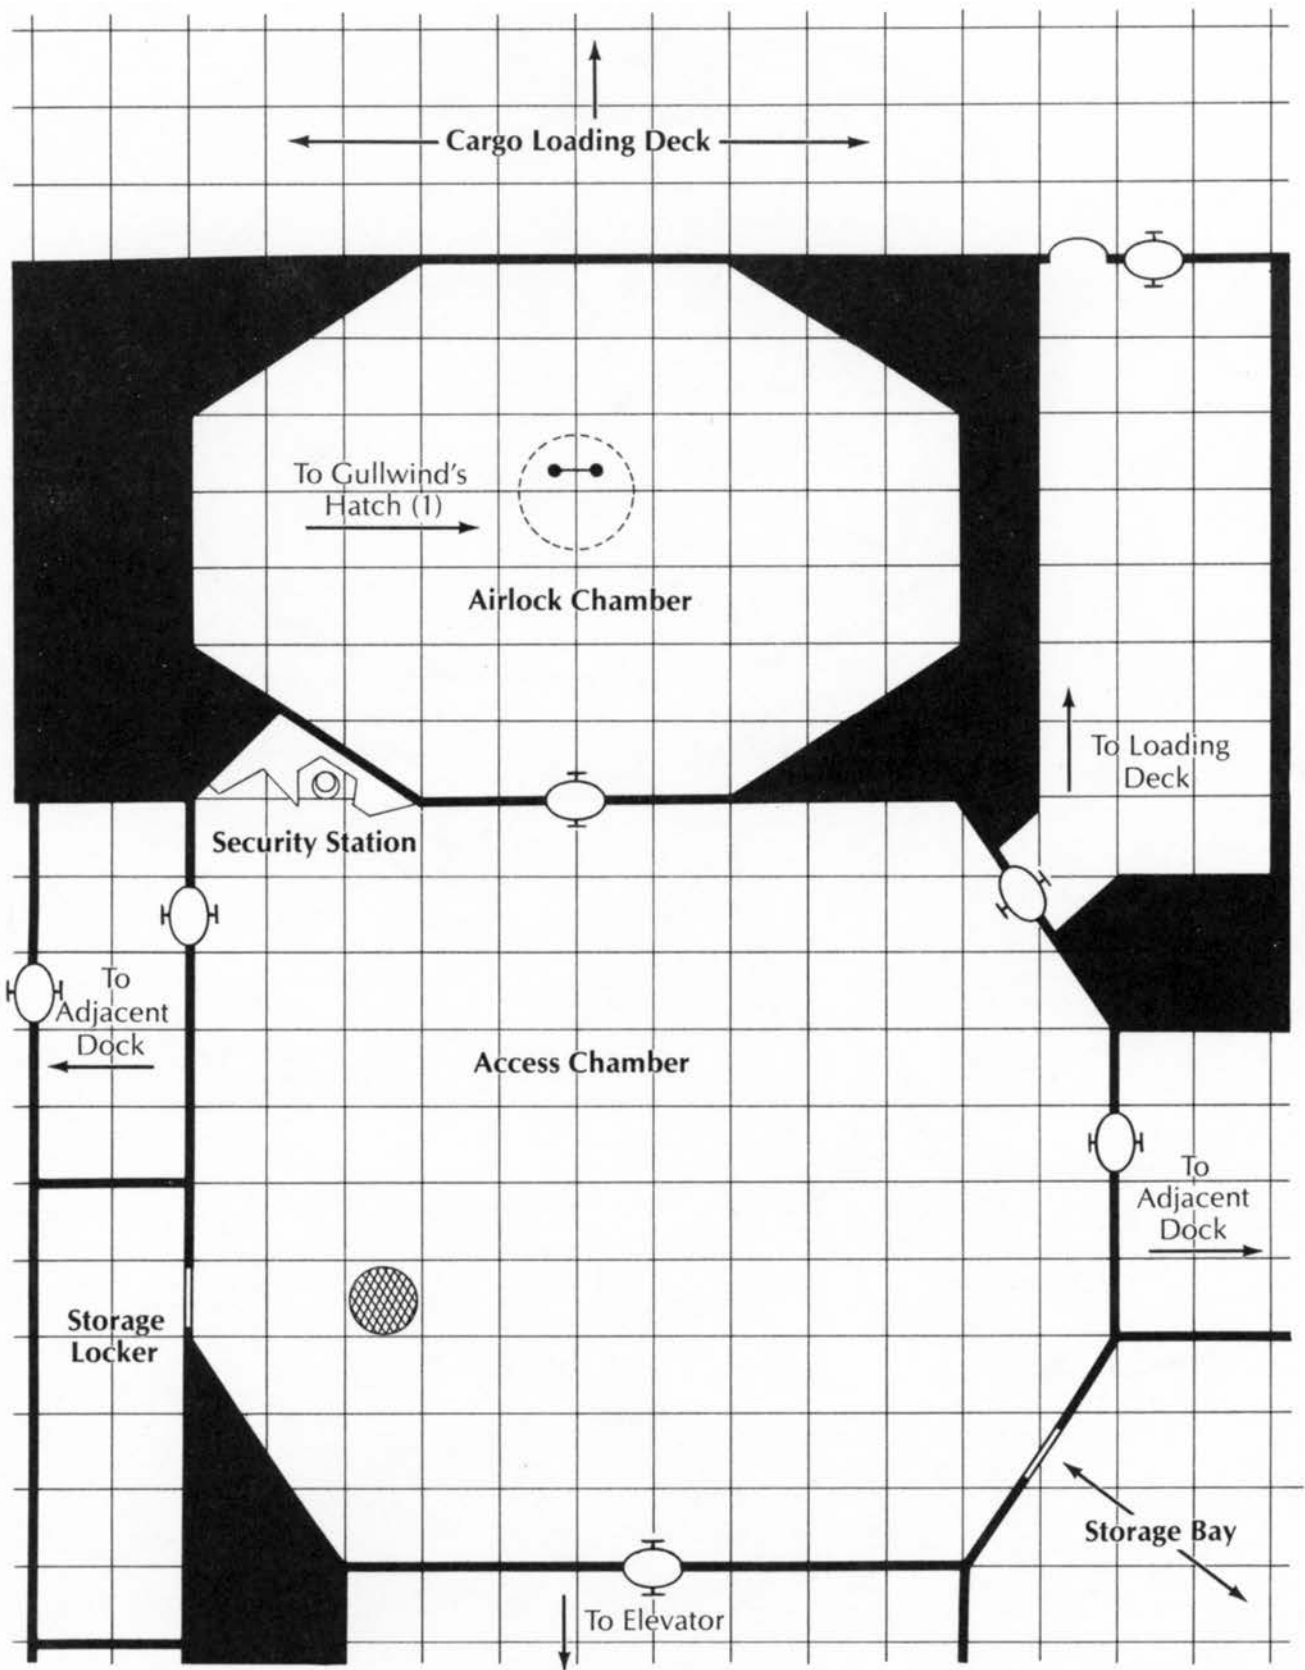 Cargo Loading Deck
To Gullwind's
Hatch (1)
Airlock Chamber
To Loading
Deck
Security Station
To
Adjacent
Dock
Access Chamber
To
Adjacent
Dock
Storage
Locker
Storage Bay
To Elevator